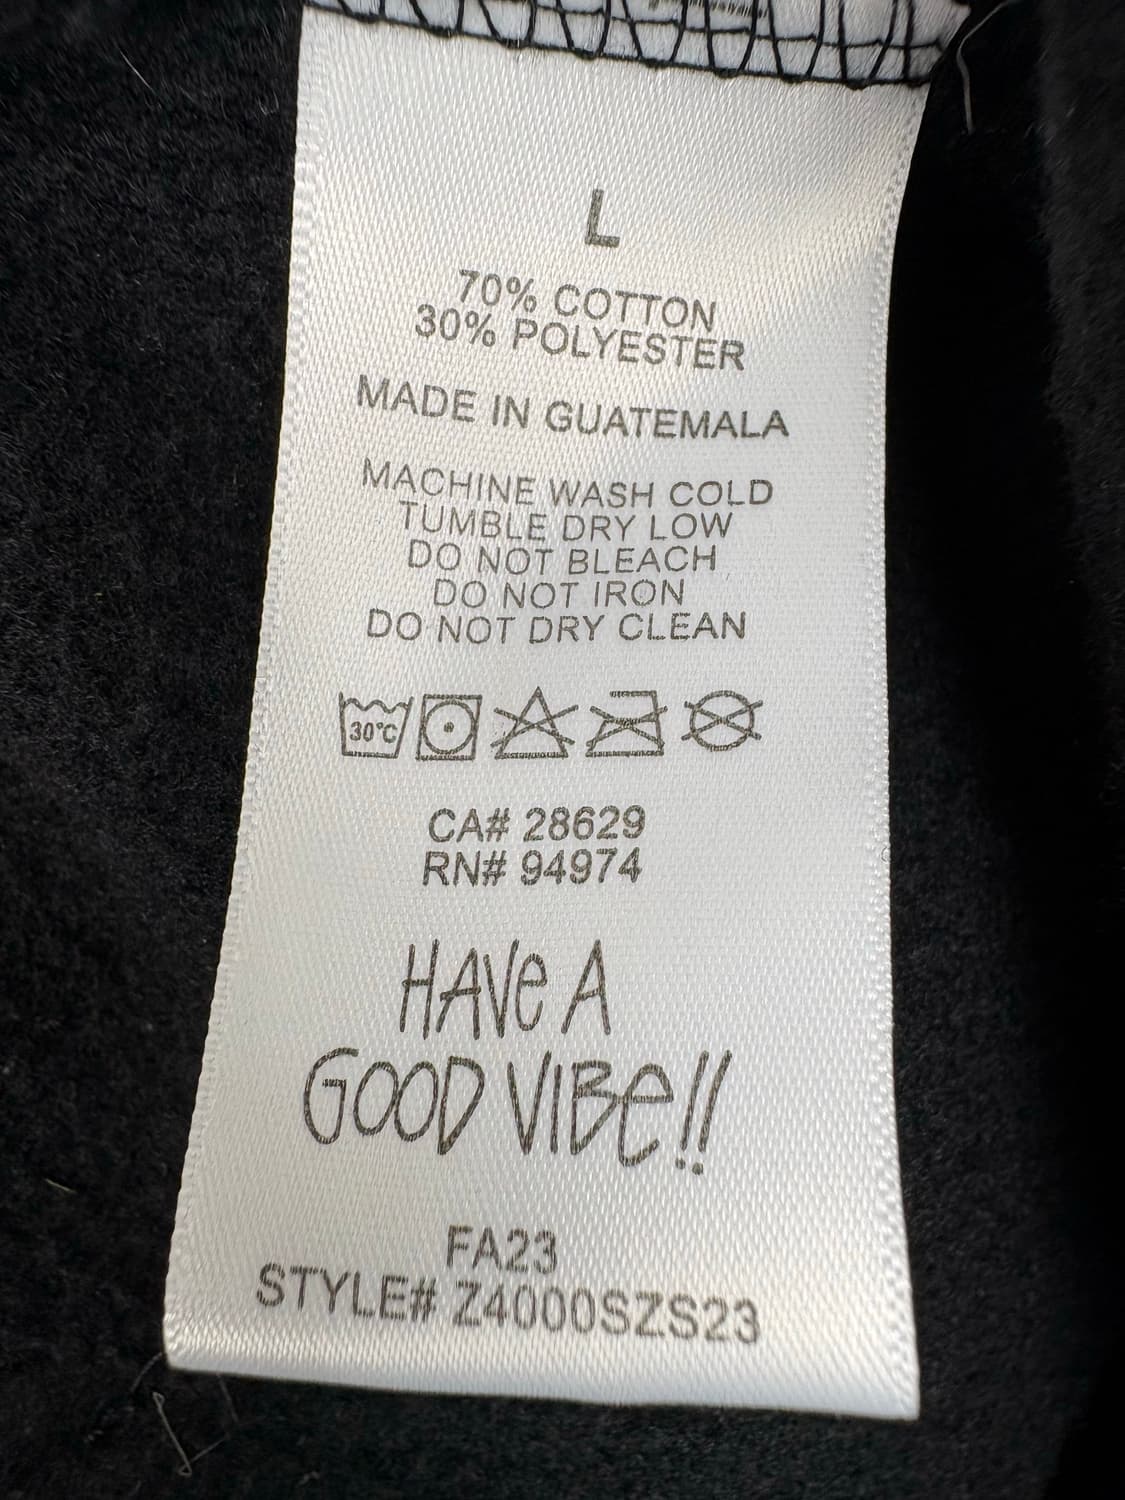 L
70% COTTON
30% POLYESTER
MADE IN GUATEMALA
MACHINE WASH COLD
TUMBLE DRY LOW
DO NOT BLEACH
DO NOT IRON
DO NOT DRY CLEAN
30°C
CA# 28629
RN# 94974
HAVe A
GOOD VIBe!!
FA23
STYLE# Z4000SZS23